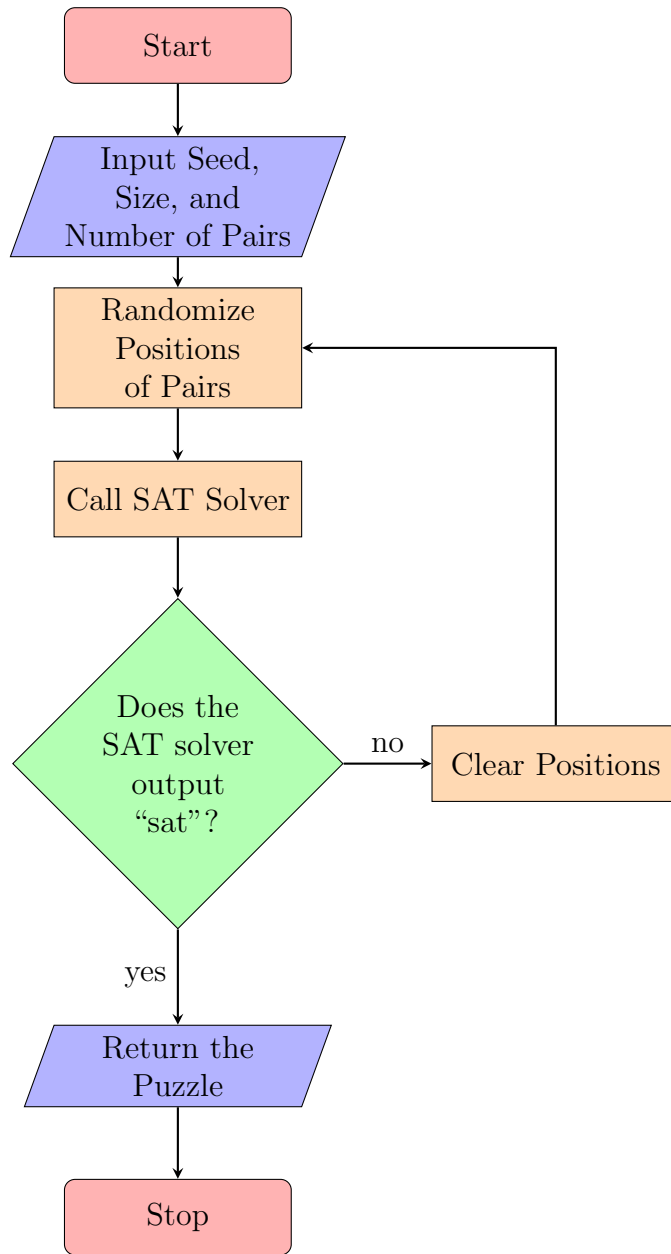 Start
Input Seed,
Size, and
Number of Pairs
Randomize
Positions
of Pairs
Call SAT Solver
Does the
SAT solver
output
“sat”?
no
Clear Positions
yes
Return the
Puzzle
Stop